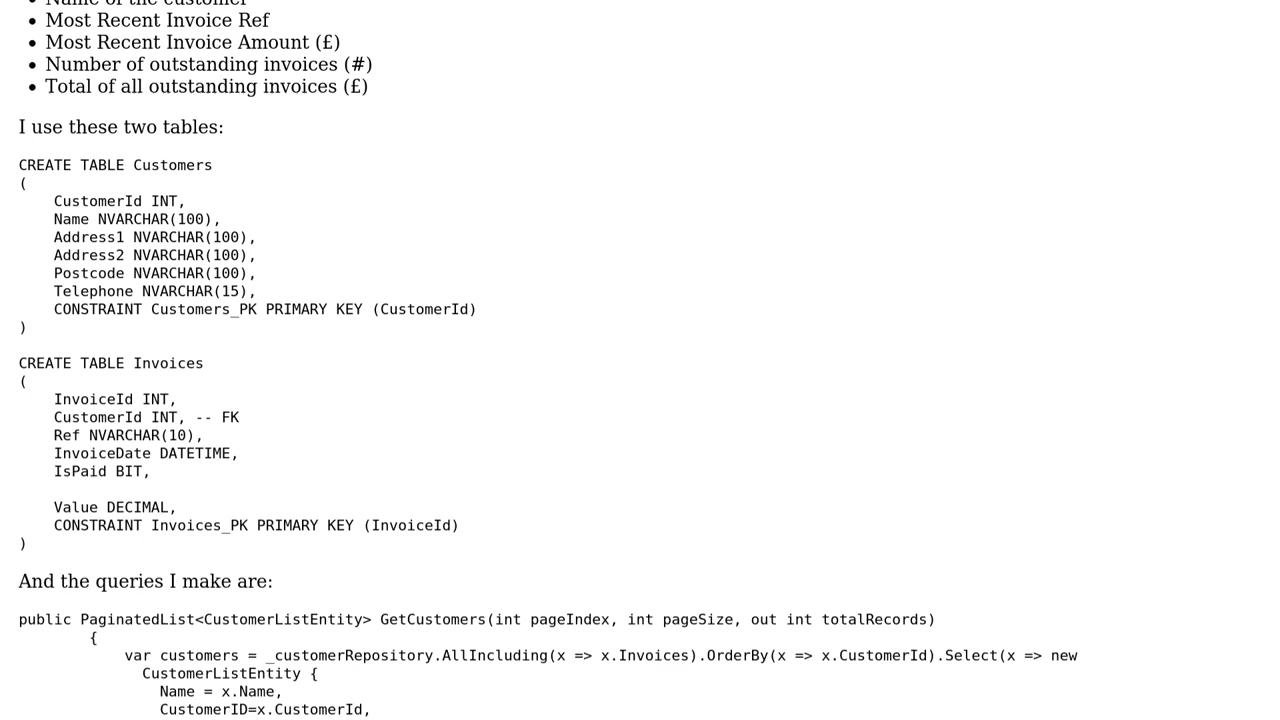 • Name of the customer
• Most Recent Invoice Ref
• Most Recent Invoice Amount (£)
• Number of outstanding invoices (#)
• Total of all outstanding invoices (£)
I use these two tables:
CREATE TABLE Customers
(
    CustomerId INT,
    Name NVARCHAR(100),
    Address1 NVARCHAR(100),
    Address2 NVARCHAR(100),
    Postcode NVARCHAR(100),
    Telephone NVARCHAR(15),
    CONSTRAINT Customers_PK PRIMARY KEY (CustomerId)
)
CREATE TABLE Invoices
(
    InvoiceId INT,
    CustomerId INT, -- FK
    Ref NVARCHAR(10),
    InvoiceDate DATETIME,
    IsPaid BIT,
    Value DECIMAL,
    CONSTRAINT Invoices_PK PRIMARY KEY (InvoiceId)
)
And the queries I make are:
public PaginatedList<CustomerListEntity> GetCustomers(int pageIndex, int pageSize, out int totalRecords)
        {
            var customers = _customerRepository.AllIncluding(x => x.Invoices).OrderBy(x => x.CustomerId).Select(x => new
              CustomerListEntity {
                Name = x.Name,
                CustomerID=x.CustomerId,